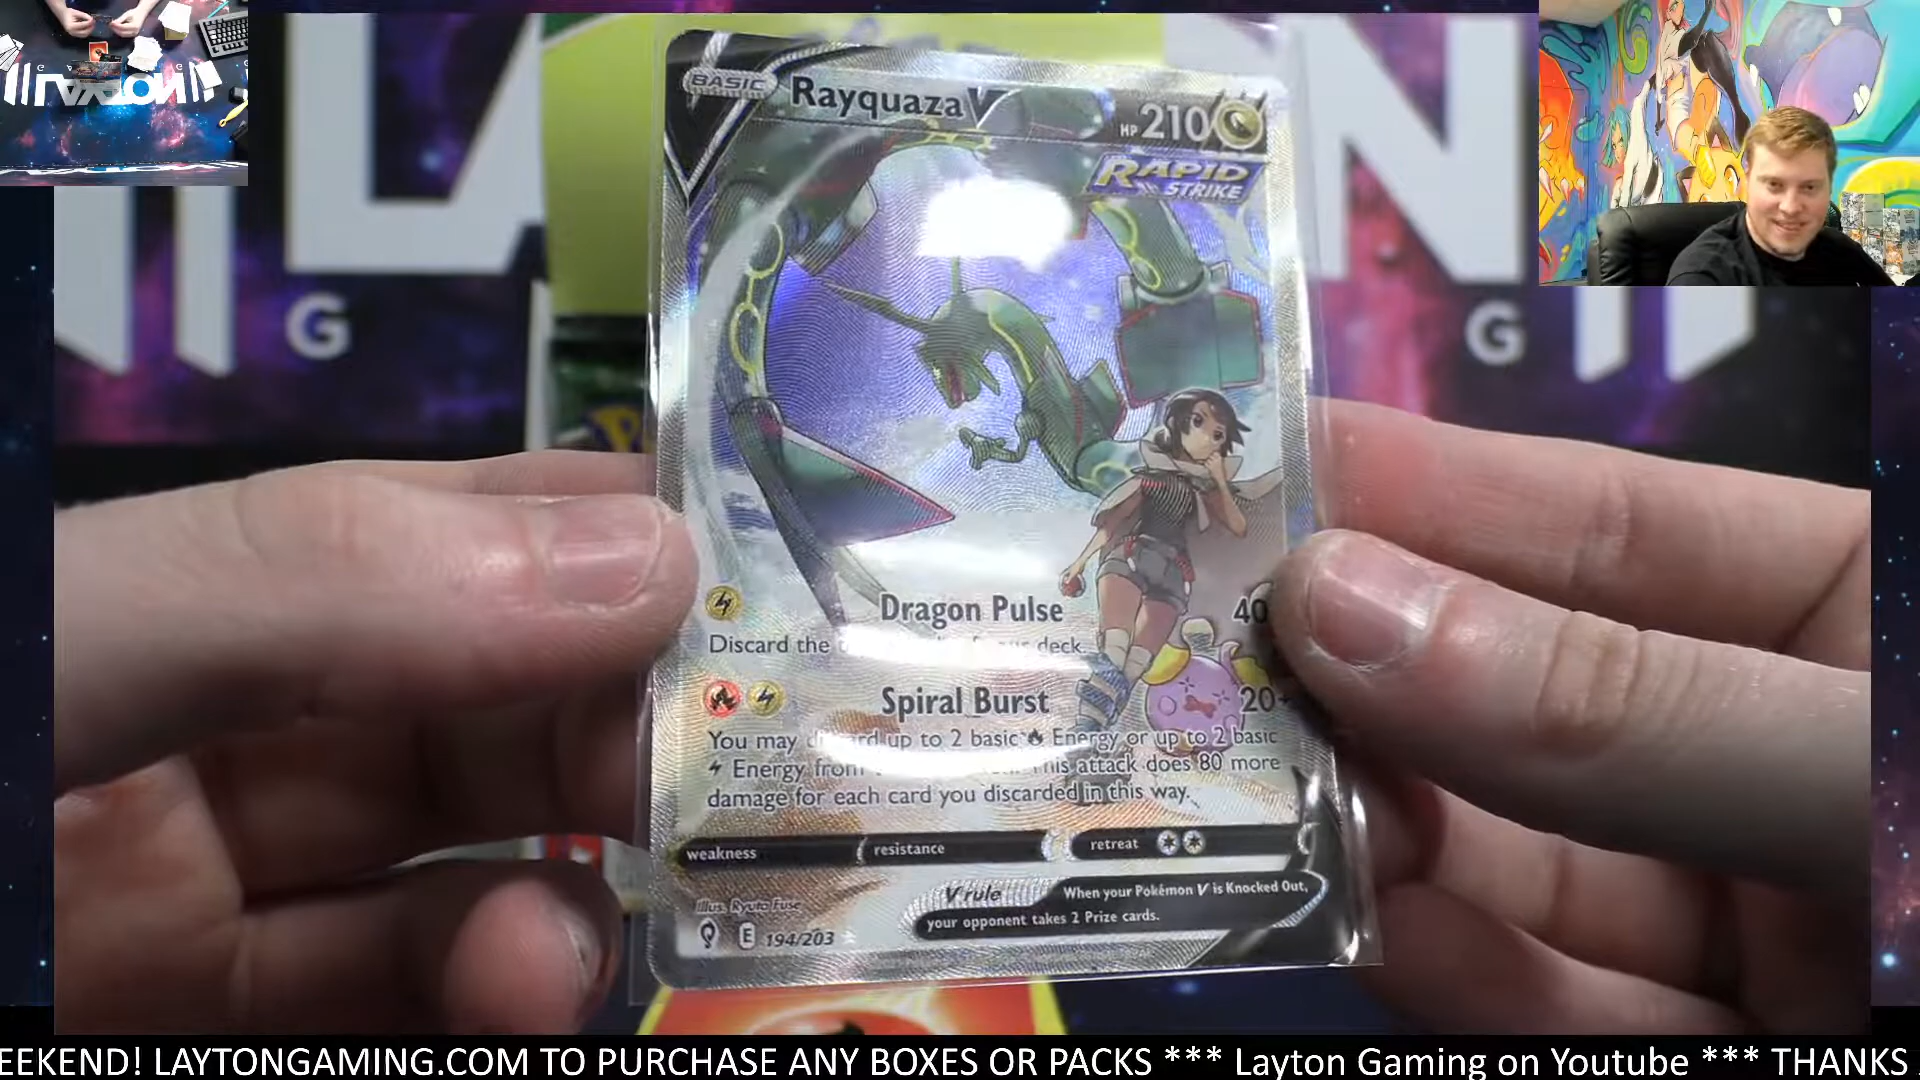 BASIC Rayquaza V HP 210
RAPID
STRIKE
G
G
Dragon Pulse 40
Discard the deck.
Spiral Burst 20+
You may up to 2 basic Energy or up to 2 basic
Energy from This attack does 80 more
damage for each card you discarded in this way.
weakness resistance retreat
V rule When your Pokémon V is Knocked Out,
your opponent takes 2 Prize cards.
Illus. Ryuta Fuse
E 194/203
EEKEND! LAYTONGAMING.COM TO PURCHASE ANY BOXES OR PACKS *** Layton Gaming on Youtube *** THANKS